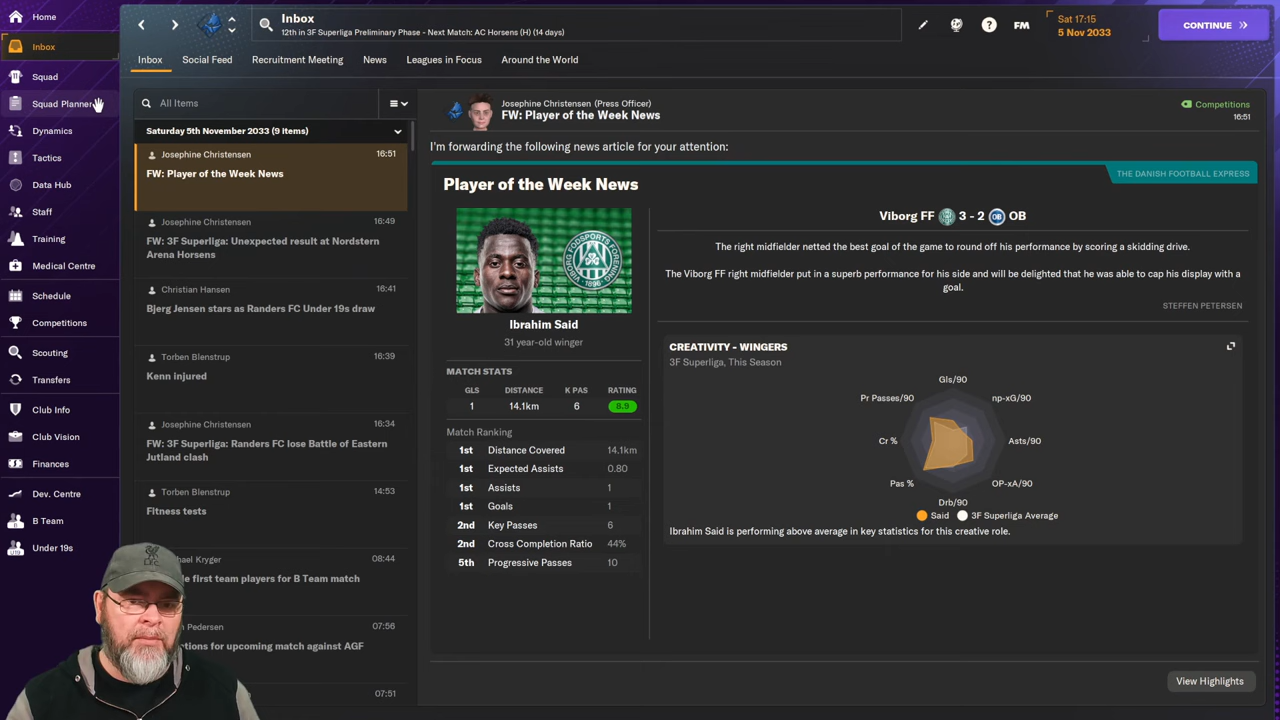 Home
Inbox
Squad
Squad Planner
Dynamics
Tactics
Data Hub
Staff
Training
Medical Centre
Schedule
Competitions
Scouting
Transfers
Club Info
Club Vision
Finances
Dev. Centre
B Team
Under 19s
Inbox
12th in 3F Superliga Preliminary Phase - Next Match: AC Horsens (H) (14 days)
FM
Sat 17:15
5 Nov 2033
CONTINUE
Inbox
Social Feed
Recruitment Meeting
News
Leagues in Focus
Around the World
All Items
Saturday 5th November 2033 (9 Items)
Josephine Christensen 16:51
FW: Player of the Week News
Josephine Christensen 16:49
FW: 3F Superliga: Unexpected result at Nordstern
Arena Horsens
Christian Hansen 16:41
Bjerg Jensen stars as Randers FC Under 19s draw
Torben Blenstrup 16:39
Kenn injured
Josephine Christensen 16:34
FW: 3F Superliga: Randers FC lose Battle of Eastern
Jutland clash
Torben Blenstrup 14:53
Fitness tests
Kryger 08:44
first team players for B Team match
Pedersen 07:56
for upcoming match against AGF
07:51
Josephine Christensen (Press Officer)
FW: Player of the Week News
Competitions
16:51
I'm forwarding the following news article for your attention:
THE DANISH FOOTBALL EXPRESS
Player of the Week News
Ibrahim Said
31 year-old winger
MATCH STATS
GLS DISTANCE K PAS RATING
1 14.1km 6 8.9
Match Ranking
1st Distance Covered 14.1km
1st Expected Assists 0.80
1st Assists 1
1st Goals 1
2nd Key Passes 6
2nd Cross Completion Ratio 44%
5th Progressive Passes 10
Viborg FF 3 - 2 OB
The right midfielder netted the best goal of the game to round off his performance by scoring a skidding drive.
The Viborg FF right midfielder put in a superb performance for his side and will be delighted that he was able to cap his display with a
goal.
STEFFEN PETERSEN
CREATIVITY - WINGERS
3F Superliga, This Season
Gls/90
np-xG/90
Asts/90
OP-xA/90
Drb/90
Pas %
Cr %
Pr Passes/90
Said 3F Superliga Average
Ibrahim Said is performing above average in key statistics for this creative role.
View Highlights